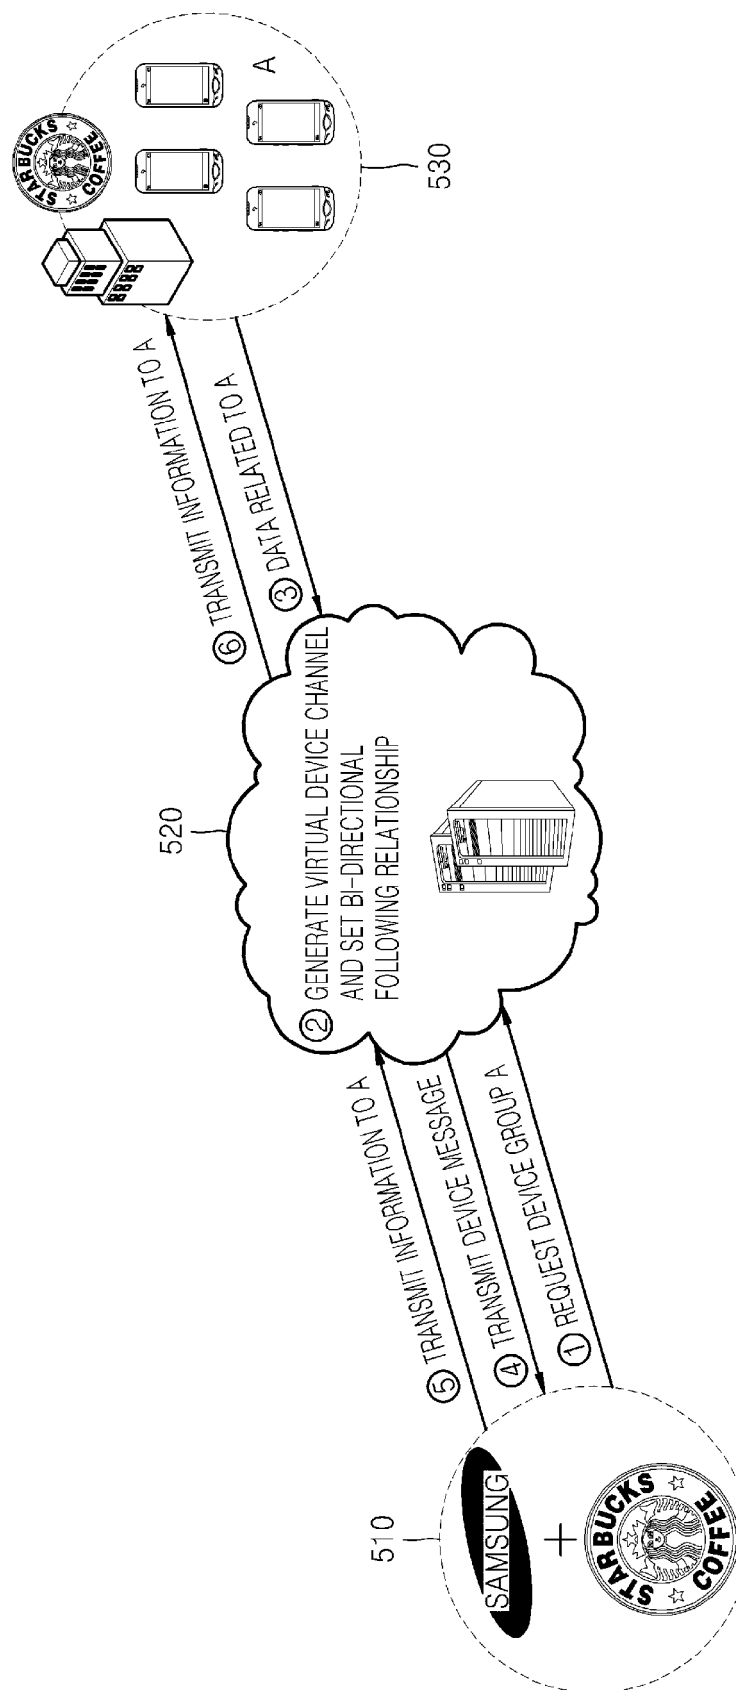 510
SAMSUNG
+
STARBUCKS
COFFEE
⑤ TRANSMIT INFORMATION TO A
④ TRANSMIT DEVICE MESSAGE
① REQUEST DEVICE GROUP A
520
② GENERATE VIRTUAL DEVICE CHANNEL
AND SET BI-DIRECTIONAL
FOLLOWING RELATIONSHIP
⑥ TRANSMIT INFORMATION TO A
③ DATA RELATED TO A
STARBUCKS
COFFEE
A
530